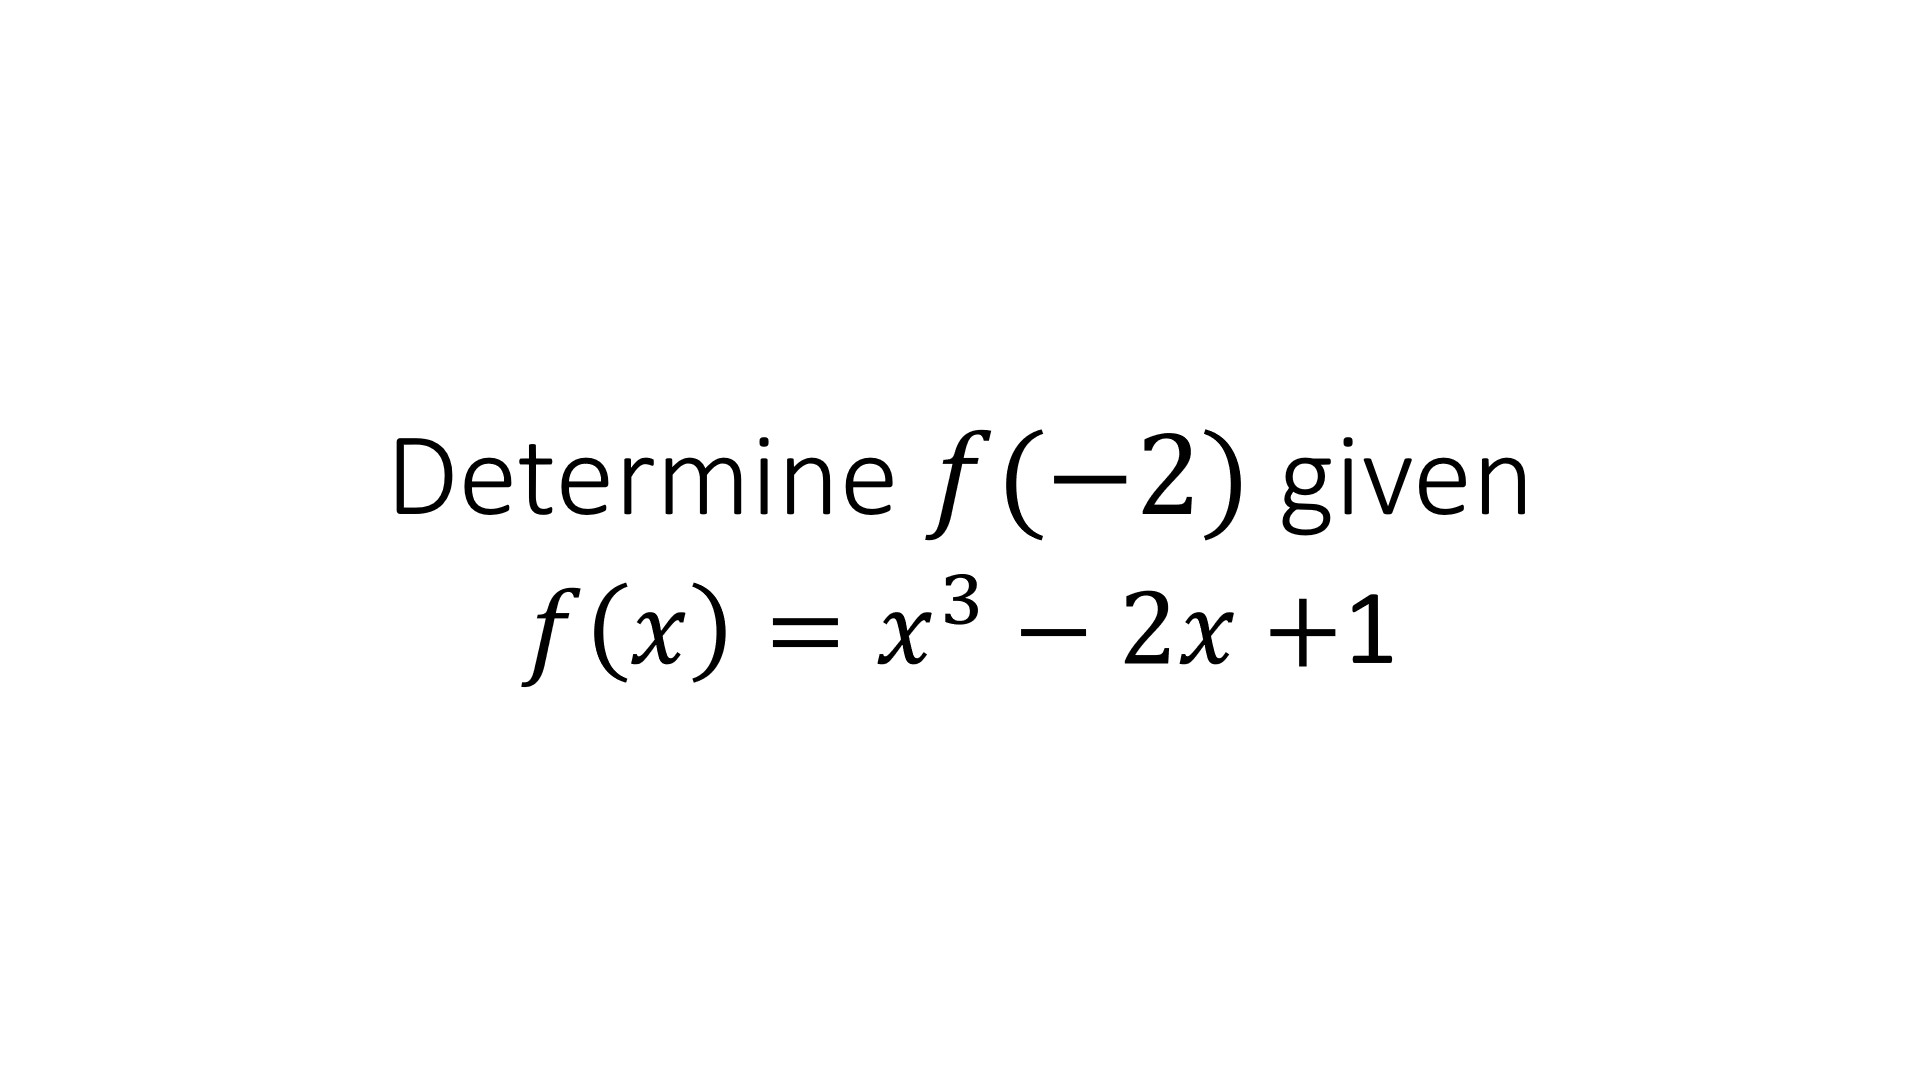 Determine f(−2) given
f(x) = x³ − 2x +1